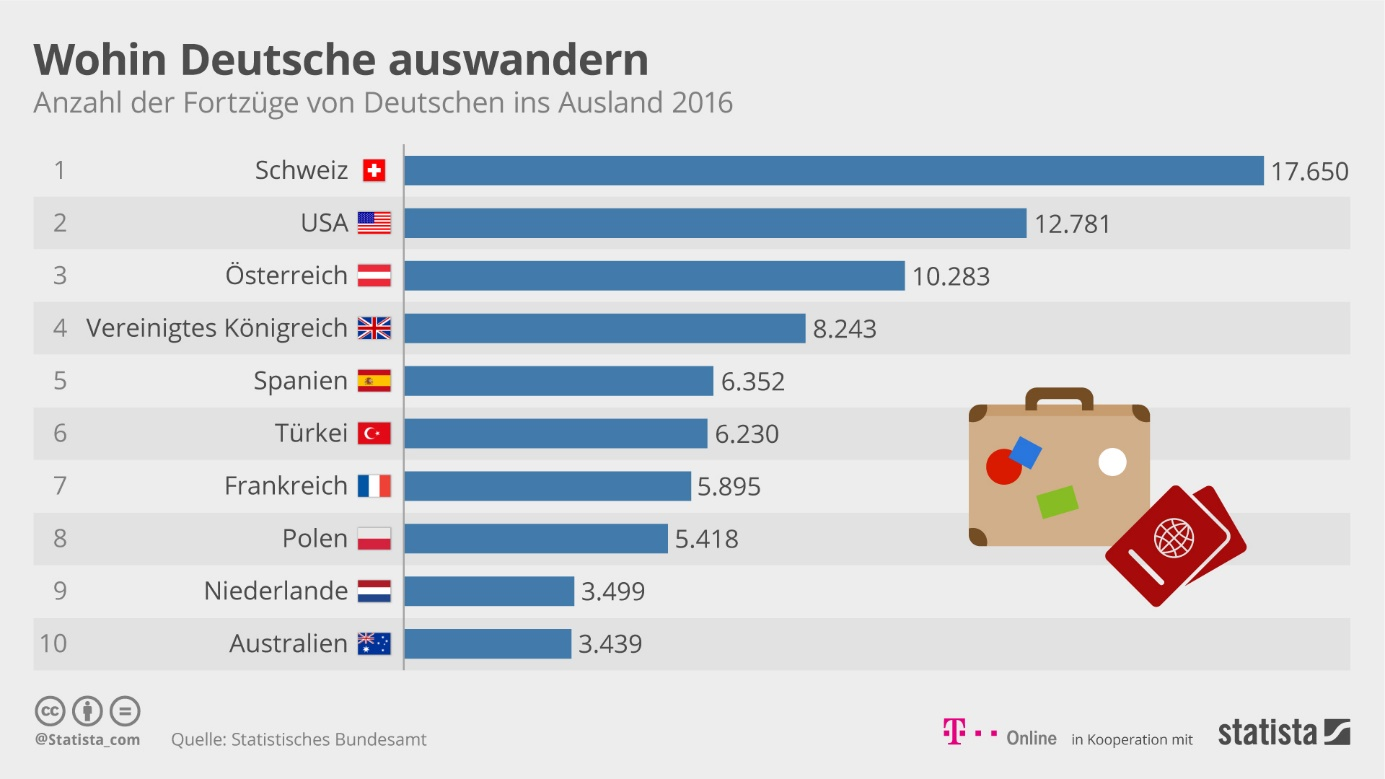 Wohin Deutsche auswandern
Anzahl der Fortzüge von Deutschen ins Ausland 2016
1 Schweiz 17.650
2 USA 12.781
3 Österreich 10.283
4 Vereinigtes Königreich 8.243
5 Spanien 6.352
6 Türkei 6.230
7 Frankreich 5.895
8 Polen 5.418
9 Niederlande 3.499
10 Australien 3.439
cc
@Statista_com Quelle: Statistisches Bundesamt
T·· Online in Kooperation mit statista